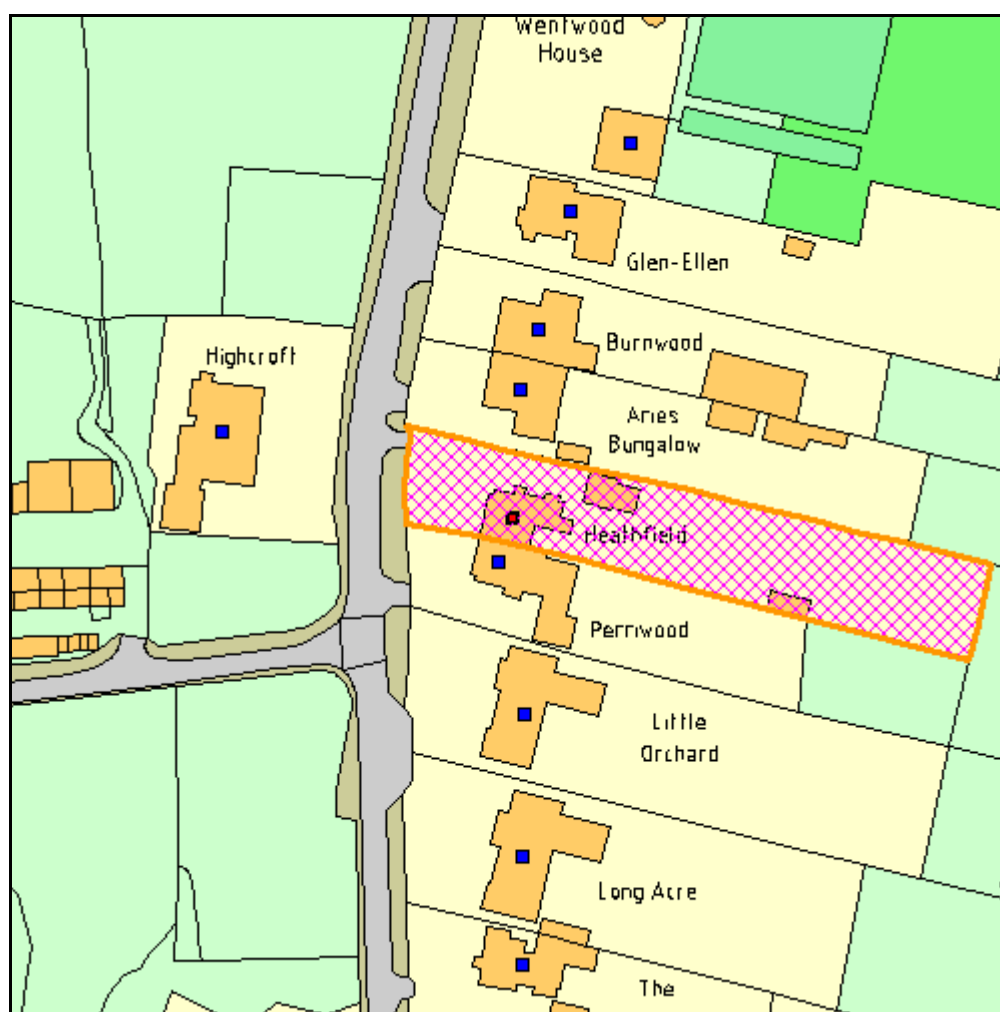 Wentwood
House
Glen-Ellen
Burnwood
Highcroft
Aries
Bungalow
Heathfield
Perriwood
Little
Orchard
Long Acre
The